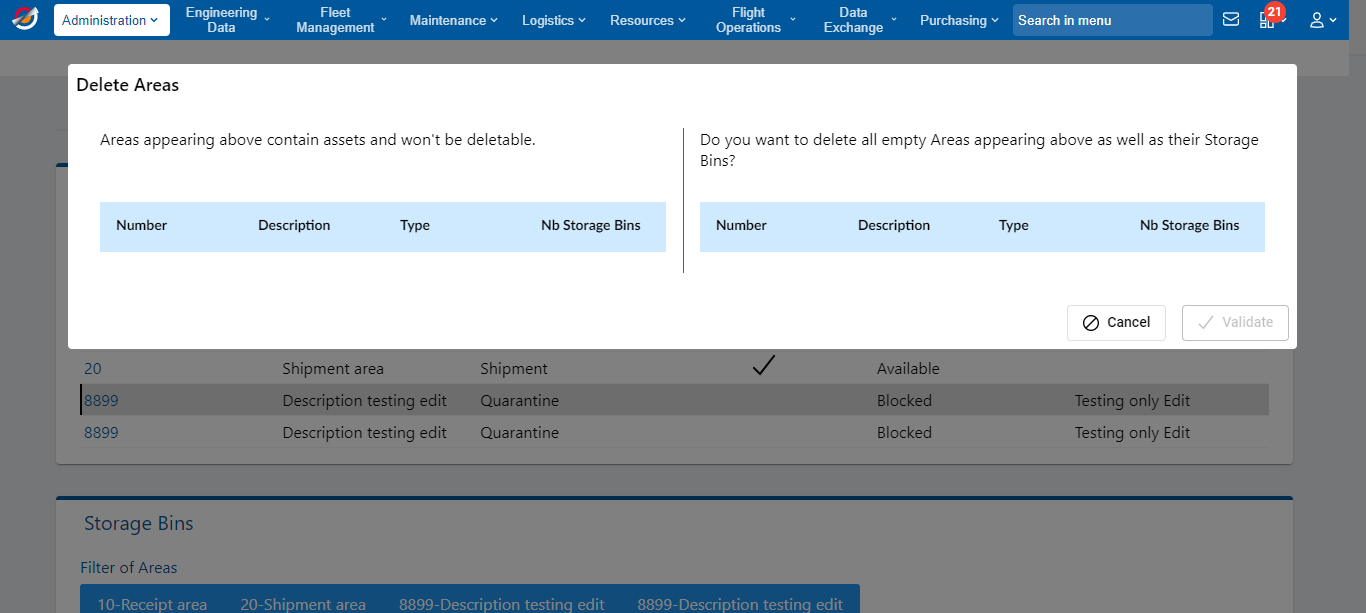 Administration
Engineering Data
Fleet Management
Maintenance
Logistics
Resources
Flight Operations
Data Exchange
Purchasing
Search in menu
21
Delete Areas
Areas appearing above contain assets and won't be deletable.
Number Description Type Nb Storage Bins
Do you want to delete all empty Areas appearing above as well as their Storage
Bins?
Number Description Type Nb Storage Bins
Cancel
Validate
20 Shipment area Shipment Available
8899 Description testing edit Quarantine Blocked Testing only Edit
8899 Description testing edit Quarantine Blocked Testing only Edit
Storage Bins
Filter of Areas
10-Receipt area 20-Shipment area 8899-Description testing edit 8899-Description testing edit